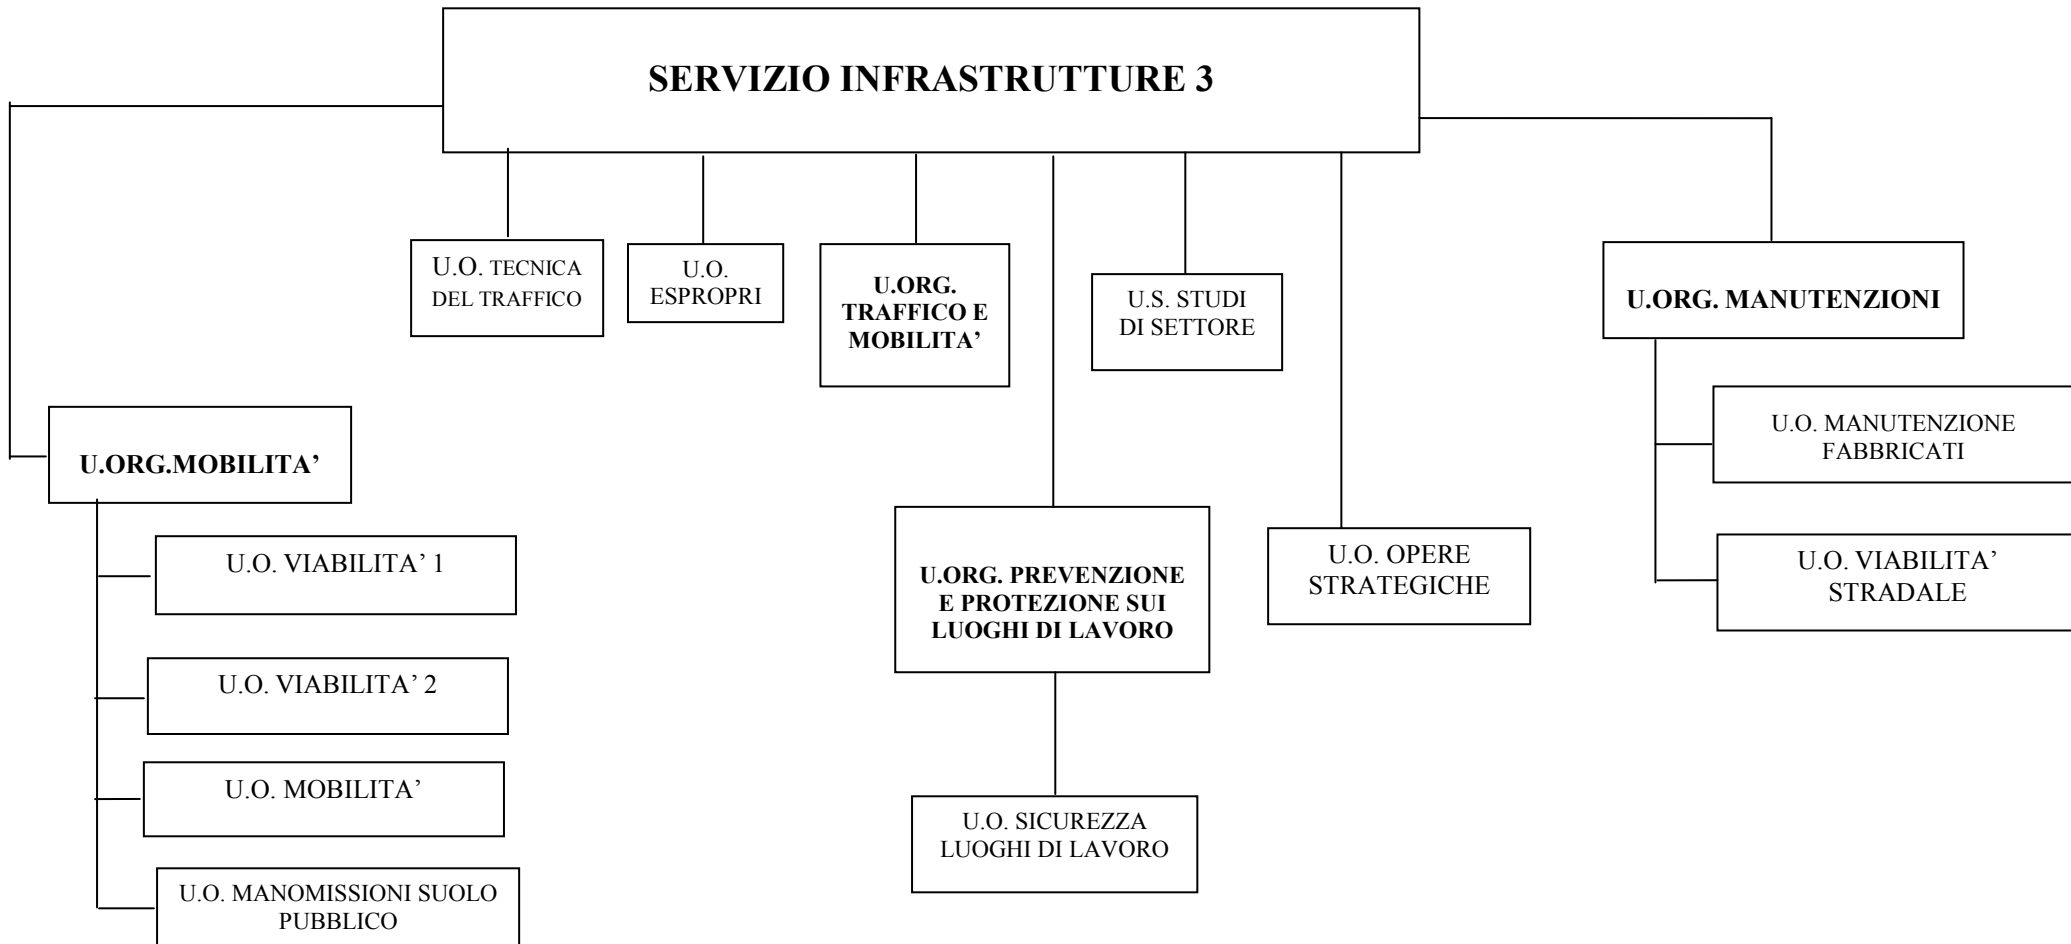 SERVIZIO INFRASTRUTTURE 3
U.O. TECNICA
DEL TRAFFICO
U.O.
ESPROPRI
U.ORG.
TRAFFICO E
MOBILITA’
U.S. STUDI
DI SETTORE
U.ORG. MANUTENZIONI
U.O. MANUTENZIONE
FABBRICATI
U.O. VIABILITA’
STRADALE
U.ORG.MOBILITA’
U.O. VIABILITA’ 1
U.O. VIABILITA’ 2
U.O. MOBILITA’
U.O. MANOMISSIONI SUOLO
PUBBLICO
U.ORG. PREVENZIONE
E PROTEZIONE SUI
LUOGHI DI LAVORO
U.O. SICUREZZA
LUOGHI DI LAVORO
U.O. OPERE
STRATEGICHE